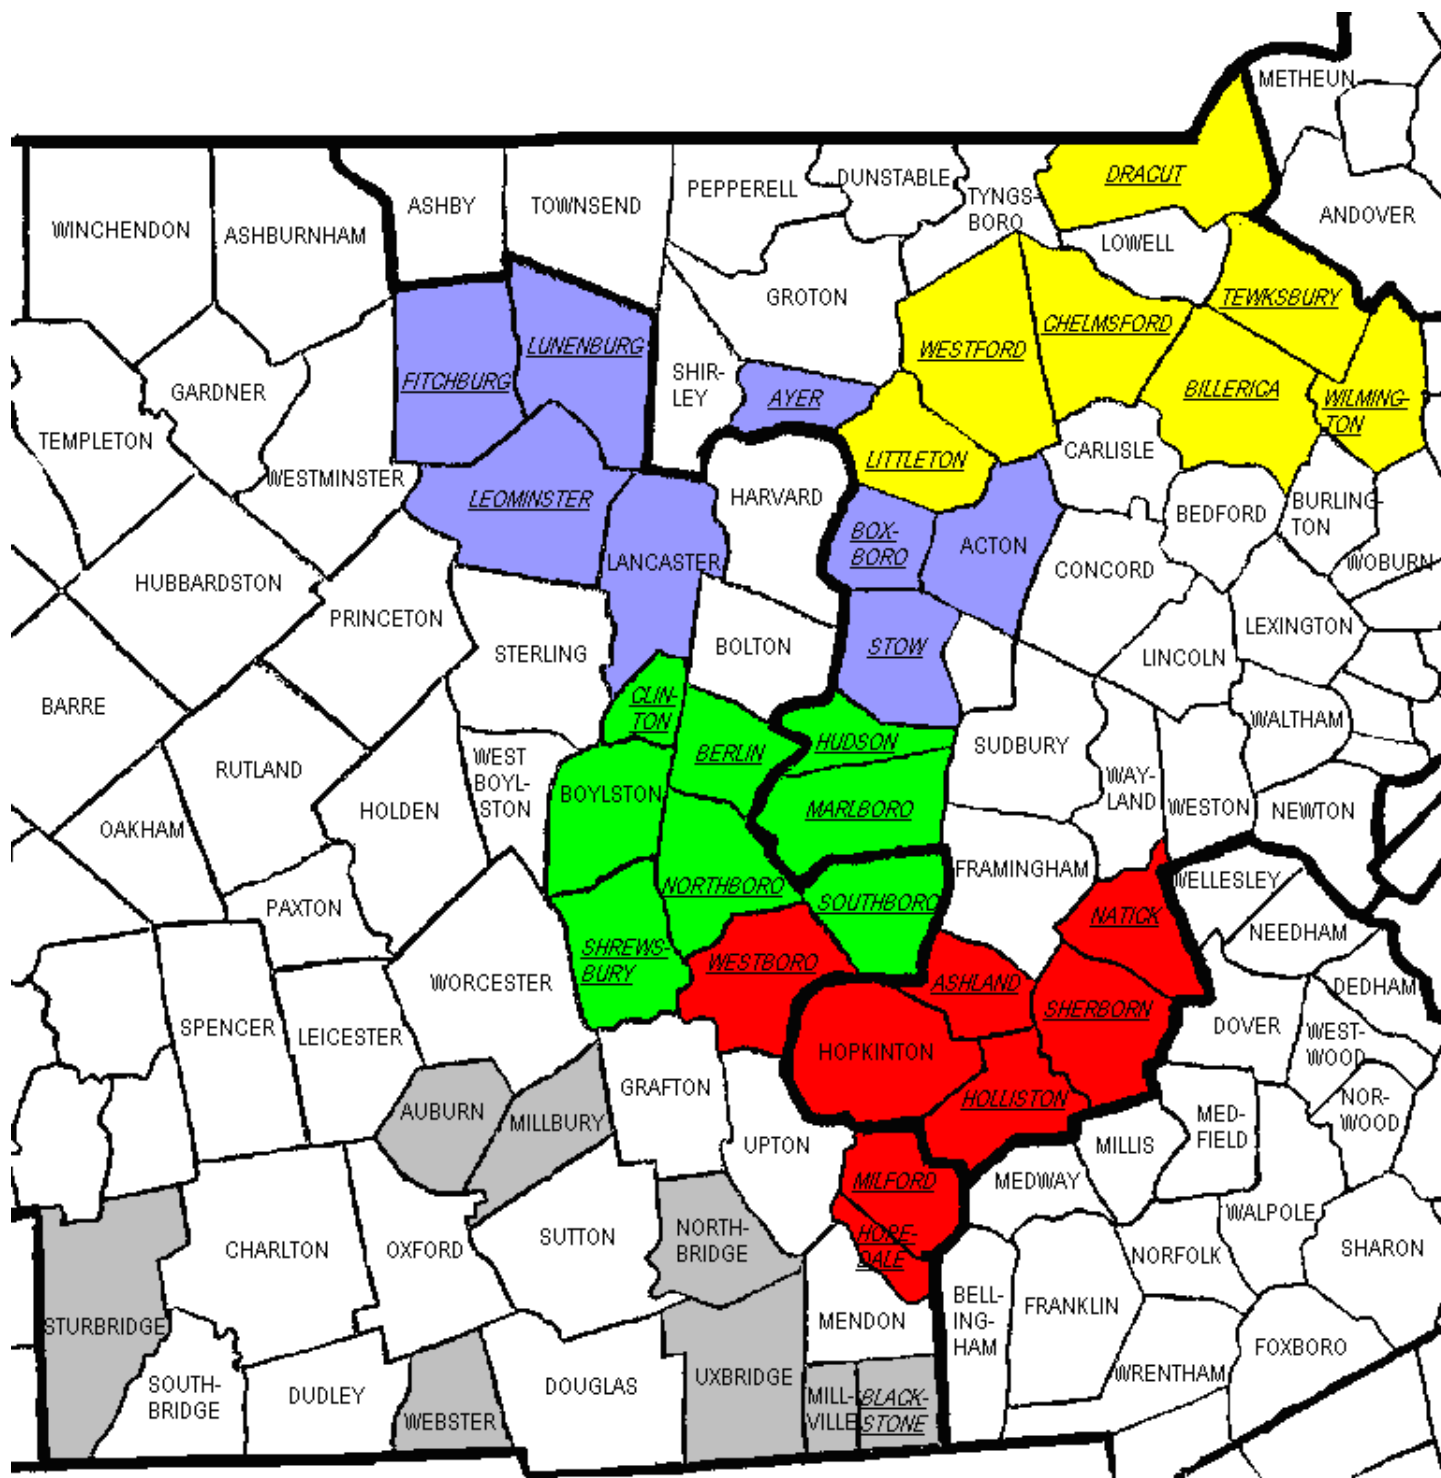 METHEUN
DRACUT
DUNSTABLE
PEPPERELL
TYNGS-
BORO
ASHBY
TOWNSEND
ANDOVER
WINCHENDON
ASHBURNHAM
LOWELL
GROTON
TEWKSBURY
CHELMSFORD
WESTFORD
LUNENBURG
FITCHBURG
SHIR-
LEY
AYER
GARDNER
BILLERICA
WILMING-
TON
TEMPLETON
CARLISLE
LITTLETON
WESTMINSTER
LEOMINSTER
HARVARD
BEDFORD
BURLING-
TON
BOX-
BORO
ACTON
LANCASTER
WOBURN
CONCORD
HUBBARDSTON
PRINCETON
LEXINGTON
STERLING
BOLTON
STOW
LINCOLN
BARRE
CLIN-
TON
WALTHAM
HUDSON
BERLIN
SUDBURY
WEST
BOYL-
STON
RUTLAND
WAY-
LAND
BOYLSTON
MARLBORO
WESTON
NEWTON
HOLDEN
OAKHAM
FRAMINGHAM
WELLESLEY
NORTHBORO
SOUTHBORO
PAXTON
NATICK
NEEDHAM
SHREWS-
BURY
WESTBORO
WORCESTER
ASHLAND
DEDHAM
SHERBORN
SPENCER
LEICESTER
DOVER
WEST-
WOOD
HOPKINTON
GRAFTON
HOLLISTON
NOR-
WOOD
AUBURN
MILLBURY
MED-
FIELD
UPTON
MILLIS
MILFORD
MEDWAY
WALPOLE
NORTH-
BRIDGE
HOPE-
DALE
SUTTON
CHARLTON
OXFORD
NORFOLK
SHARON
BELL-
ING-
HAM
FRANKLIN
STURBRIDGE
MENDON
FOXBORO
WRENTHAM
UXBRIDGE
SOUTH-
BRIDGE
DUDLEY
DOUGLAS
MILL-
VILLE
BLACK-
STONE
WEBSTER